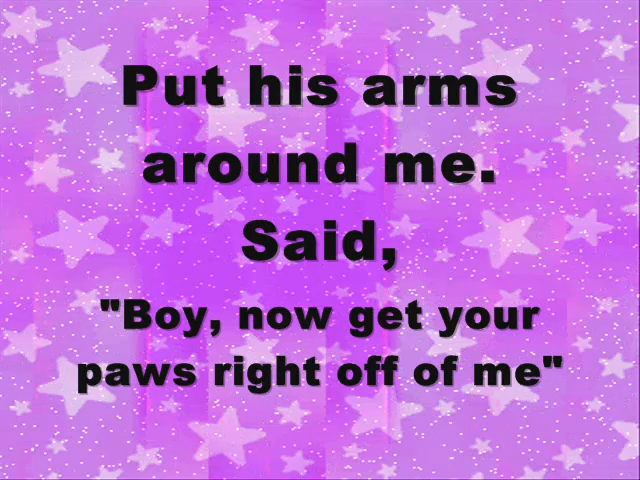 Put his arms
around me.
Said,
"Boy, now get your
paws right off of me"